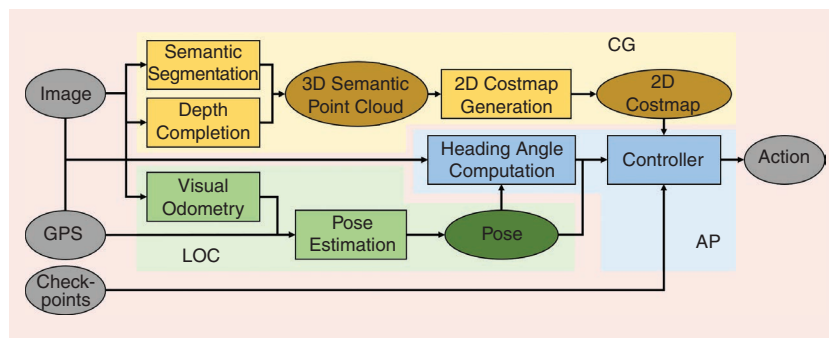 CG
Semantic
Segmentation
Image
3D Semantic
Point Cloud
2D Costmap
Generation
2D
Costmap
Depth
Completion
Heading Angle
Computation
Controller
Action
Visual
Odometry
GPS
LOC
Pose
Estimation
Pose
AP
Check-
points